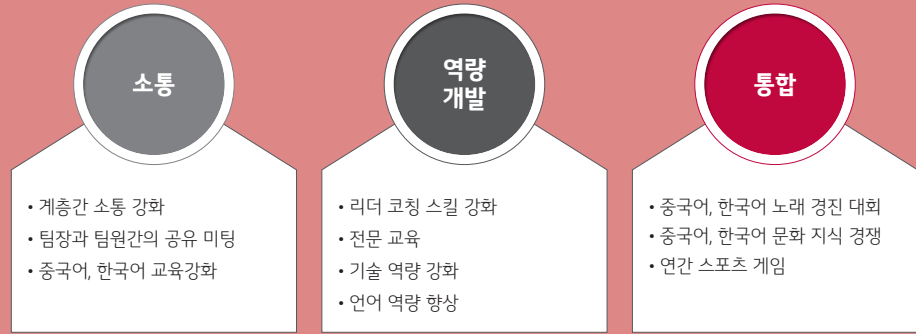 소통
• 계층간 소통 강화
• 팀장과 팀원간의 공유 미팅
• 중국어, 한국어 교육강화
역량
개발
• 리더 코칭 스킬 강화
• 전문 교육
• 기술 역량 강화
• 언어 역량 향상
통합
• 중국어, 한국어 노래 경진 대회
• 중국어, 한국어 문화 지식 경쟁
• 연간 스포츠 게임